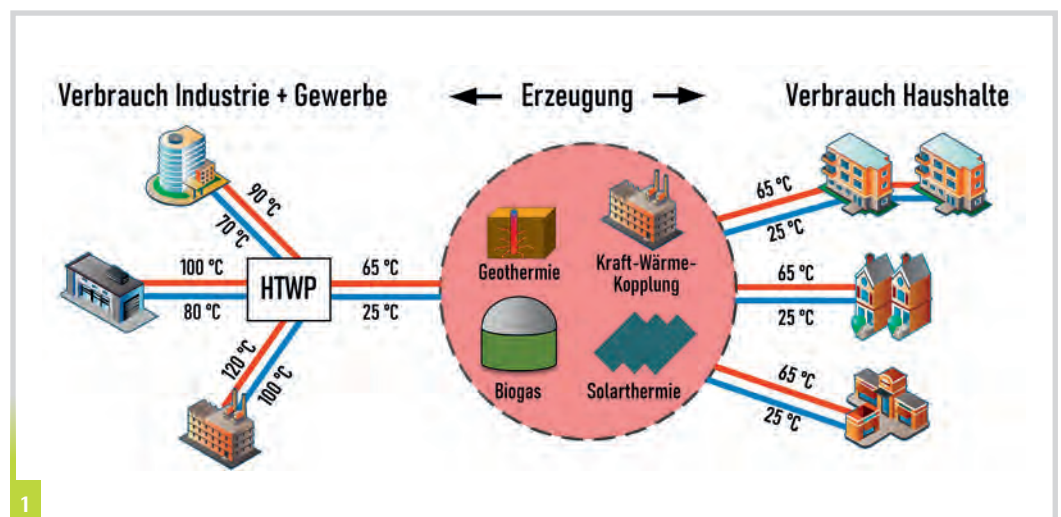 Verbrauch Industrie + Gewerbe
Erzeugung
Verbrauch Haushalte
90 °C
70 °C
100 °C
80 °C
HTWP
120 °C
100 °C
65 °C
25 °C
Geothermie
Kraft-Wärme-
Kopplung
Biogas
Solarthermie
65 °C
25 °C
65 °C
25 °C
65 °C
25 °C
1